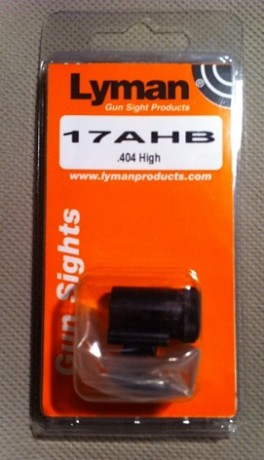 Lyman
Gun Sight Products
17AHB
.404 High
www.lymanproducts.com
Gun Sights